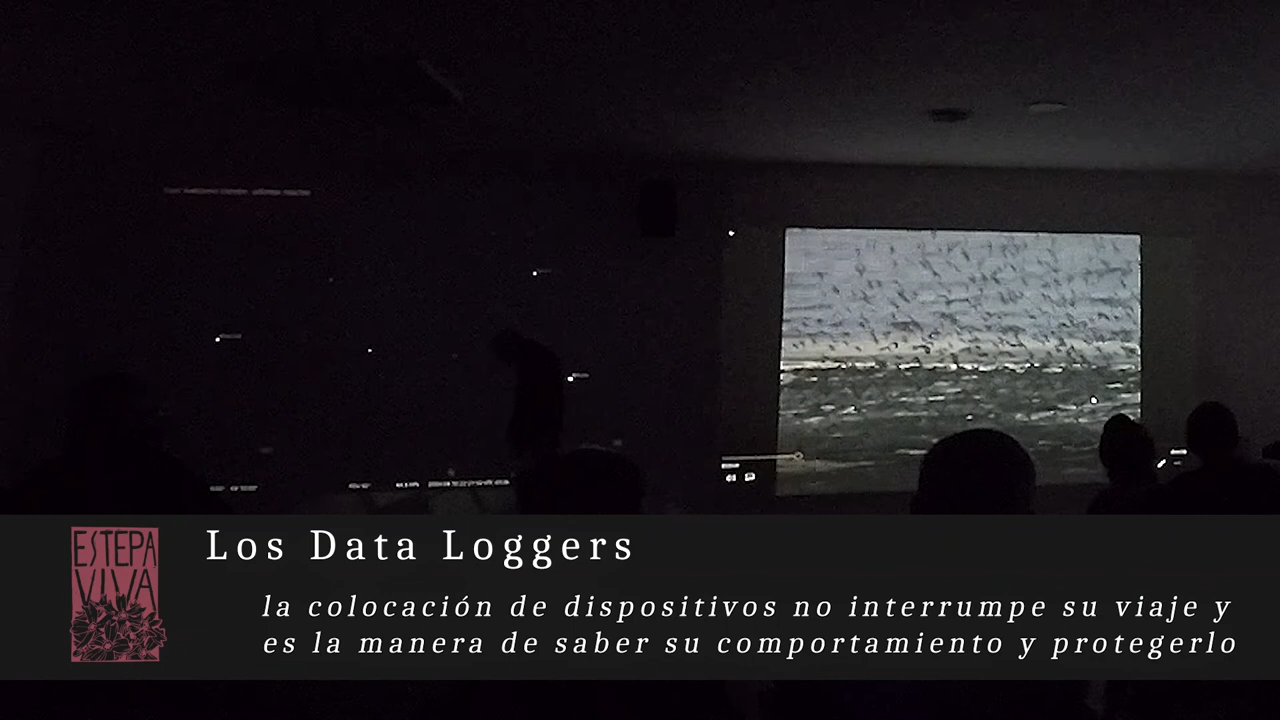 ESTEPA
VIVA
Los Data Loggers
la colocación de dispositivos no interrumpe su viaje y
es la manera de saber su comportamiento y protegerlo